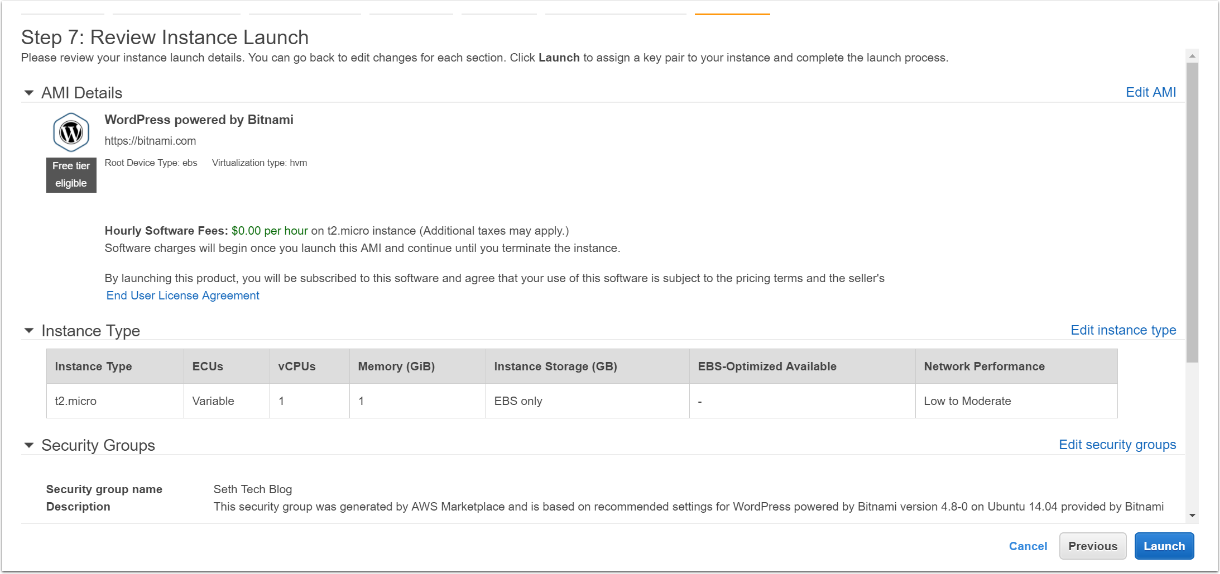 Step 7: Review Instance Launch
Please review your instance launch details. You can go back to edit changes for each section. Click Launch to assign a key pair to your instance and complete the launch process.
AMI Details
Edit AMI
WordPress powered by Bitnami
https://bitnami.com
Free tier
eligible
Root Device Type: ebs Virtualization type: hvm
Hourly Software Fees: $0.00 per hour on t2.micro instance (Additional taxes may apply.)
Software charges will begin once you launch this AMI and continue until you terminate the instance.
By launching this product, you will be subscribed to this software and agree that your use of this software is subject to the pricing terms and the seller's
End User License Agreement
Instance Type
Edit instance type
Instance Type ECUs vCPUs Memory (GiB) Instance Storage (GB) EBS-Optimized Available Network Performance
t2.micro Variable 1 1 EBS only - Low to Moderate
Security Groups
Edit security groups
Security group name Seth Tech Blog
Description This security group was generated by AWS Marketplace and is based on recommended settings for WordPress powered by Bitnami version 4.8-0 on Ubuntu 14.04 provided by Bitnami
Cancel Previous Launch